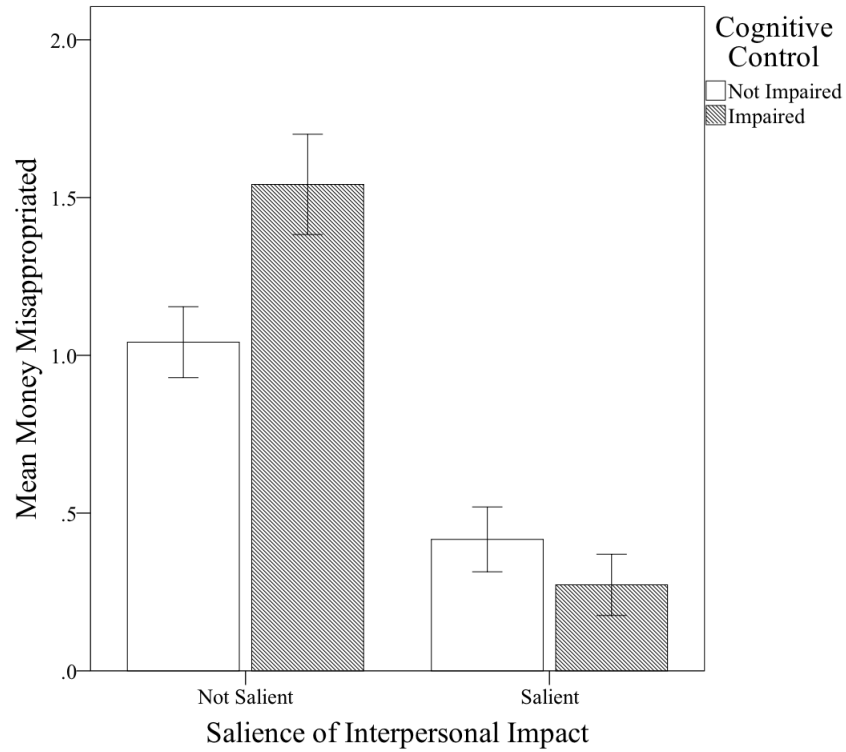 Cognitive
Control
Not Impaired
Impaired
Mean Money Misappropriated
2.0
1.5
1.0
.5
.0
Not Salient
Salient
Salience of Interpersonal Impact